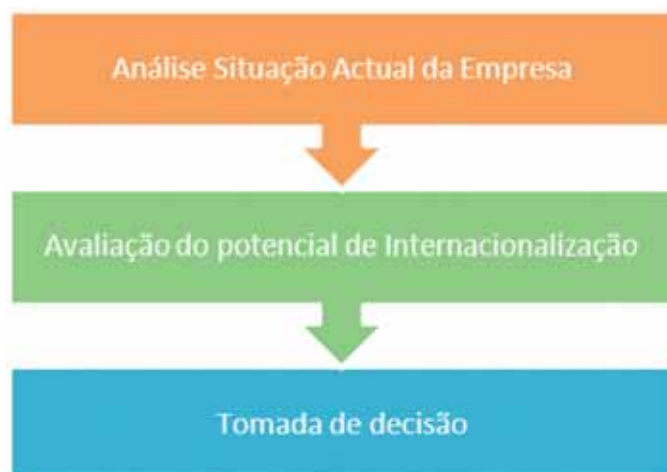 Análise Situação Actual da Empresa
Avaliação do potencial de Internacionalização
Tomada de decisão